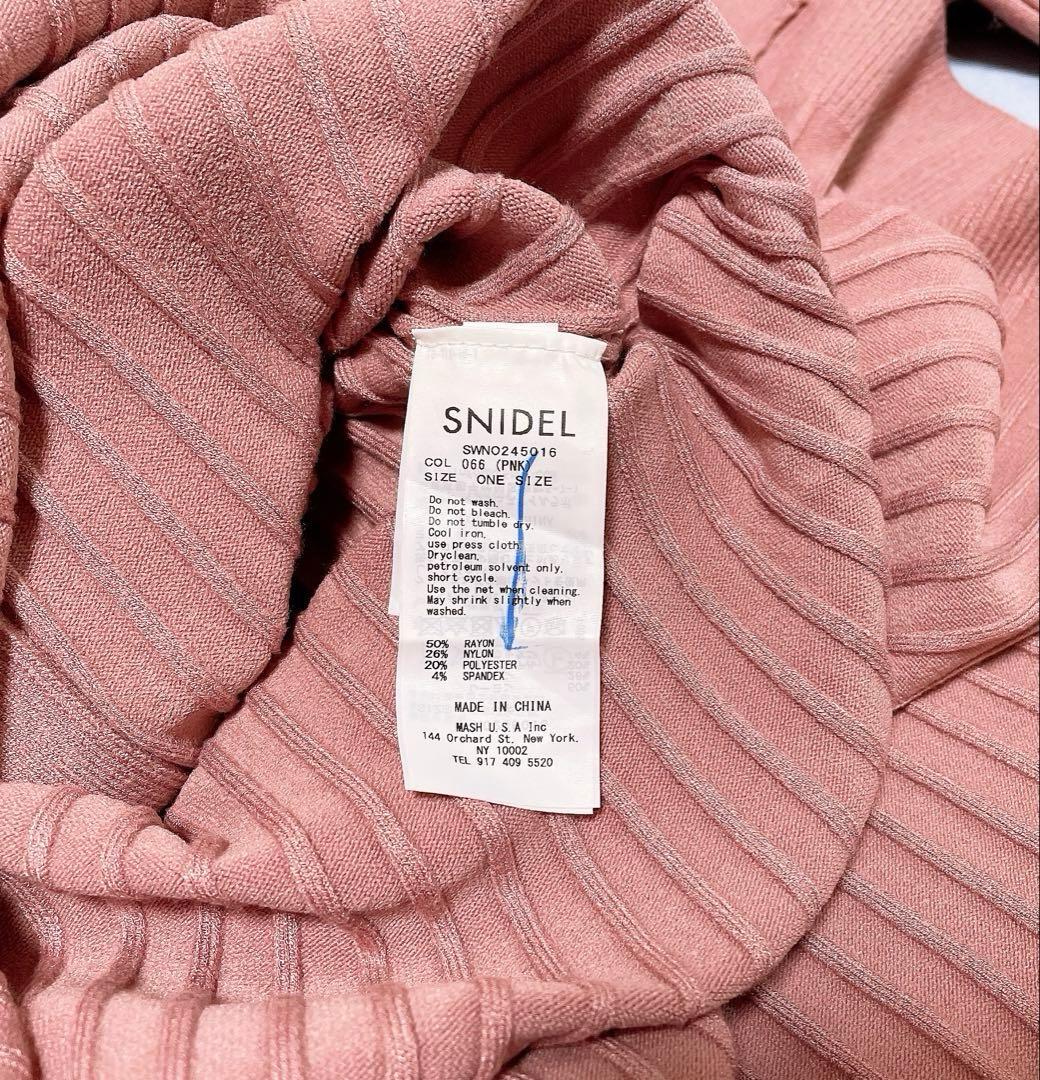 SNIDEL
SWNO245016
COL 066 (PNK)
SIZE ONE SIZE
Do not wash.
Do not bleach.
Do not tumble dry.
Cool iron,
use press cloth.
Dryclean,
petroleum solvent only,
short cycle.
Use the net when cleaning.
May shrink slightly when
washed.
50% RAYON
26% NYLON
20% POLYESTER
4% SPANDEX
MADE IN CHINA
MASH U.S.A Inc
144 Orchard St. New York.
NY 10002
TEL 917 409 5520